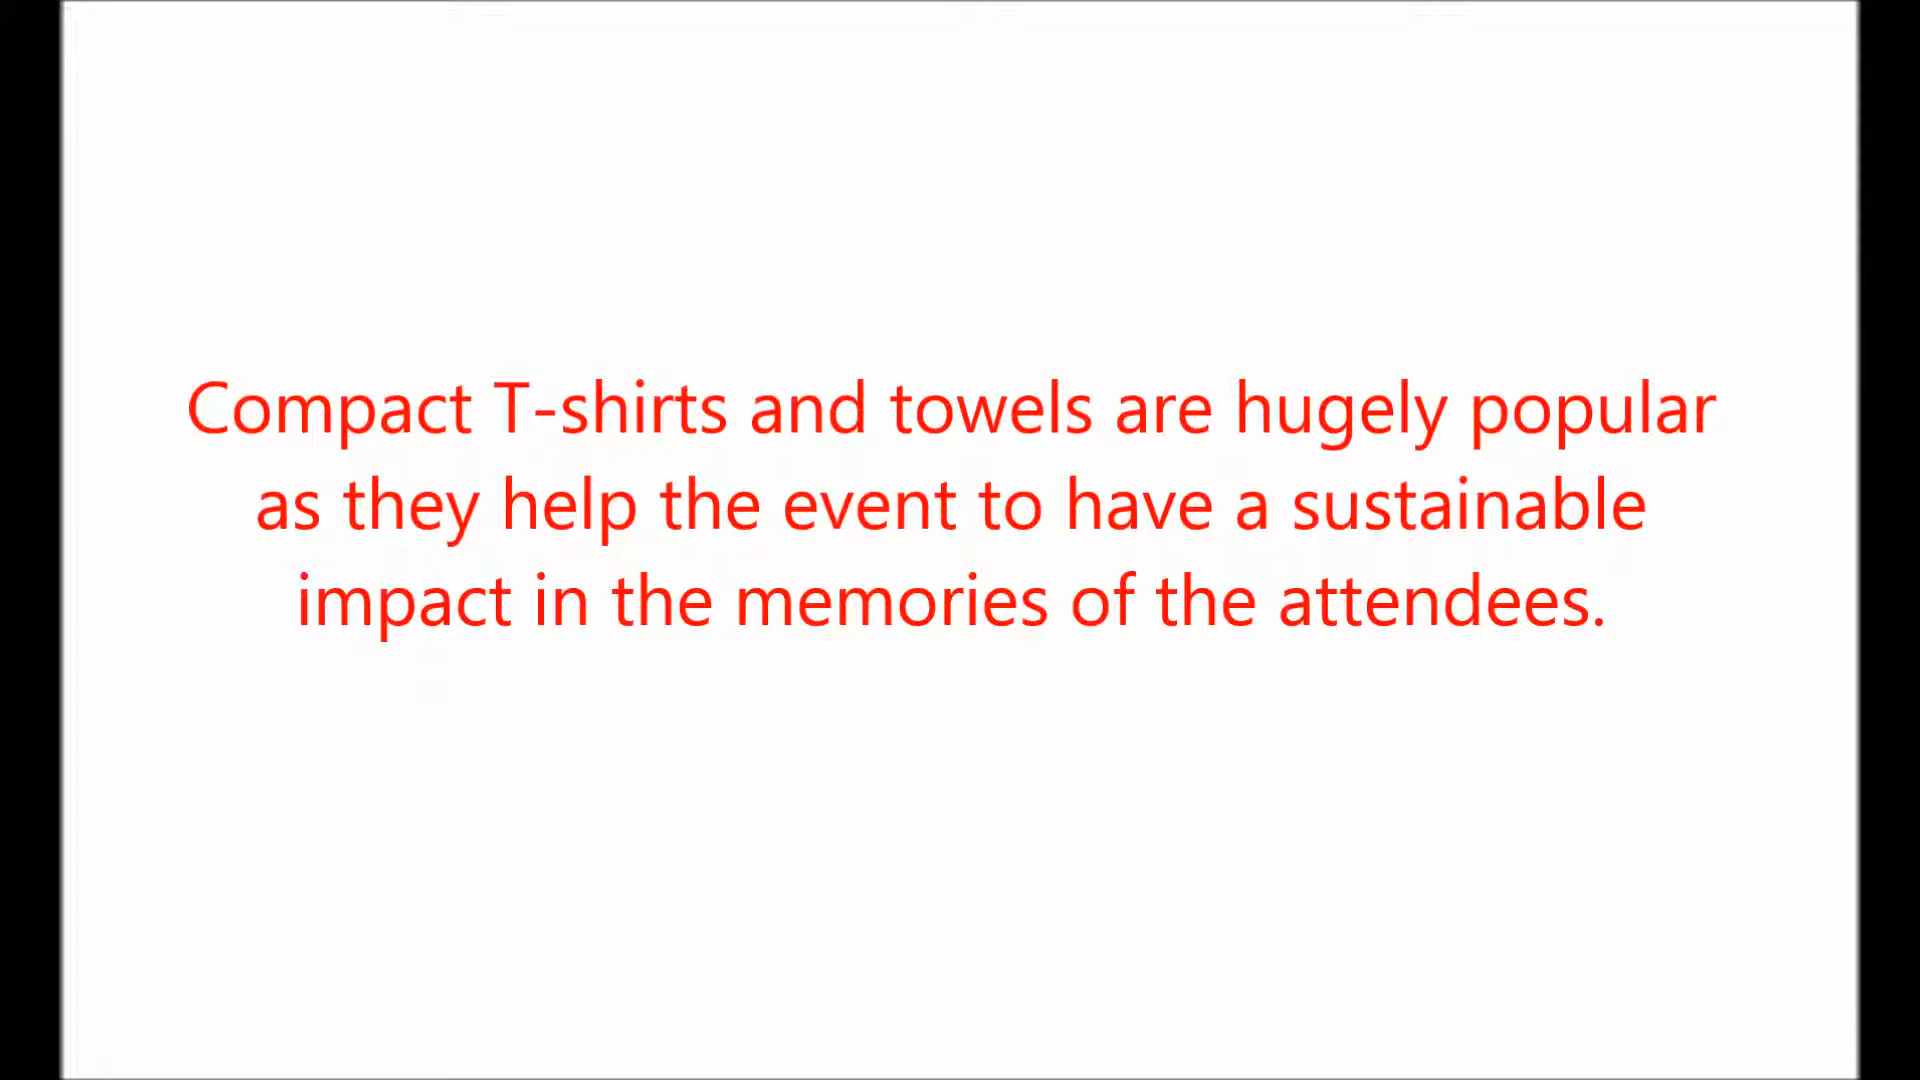 Compact T-shirts and towels are hugely popular
as they help the event to have a sustainable
impact in the memories of the attendees.